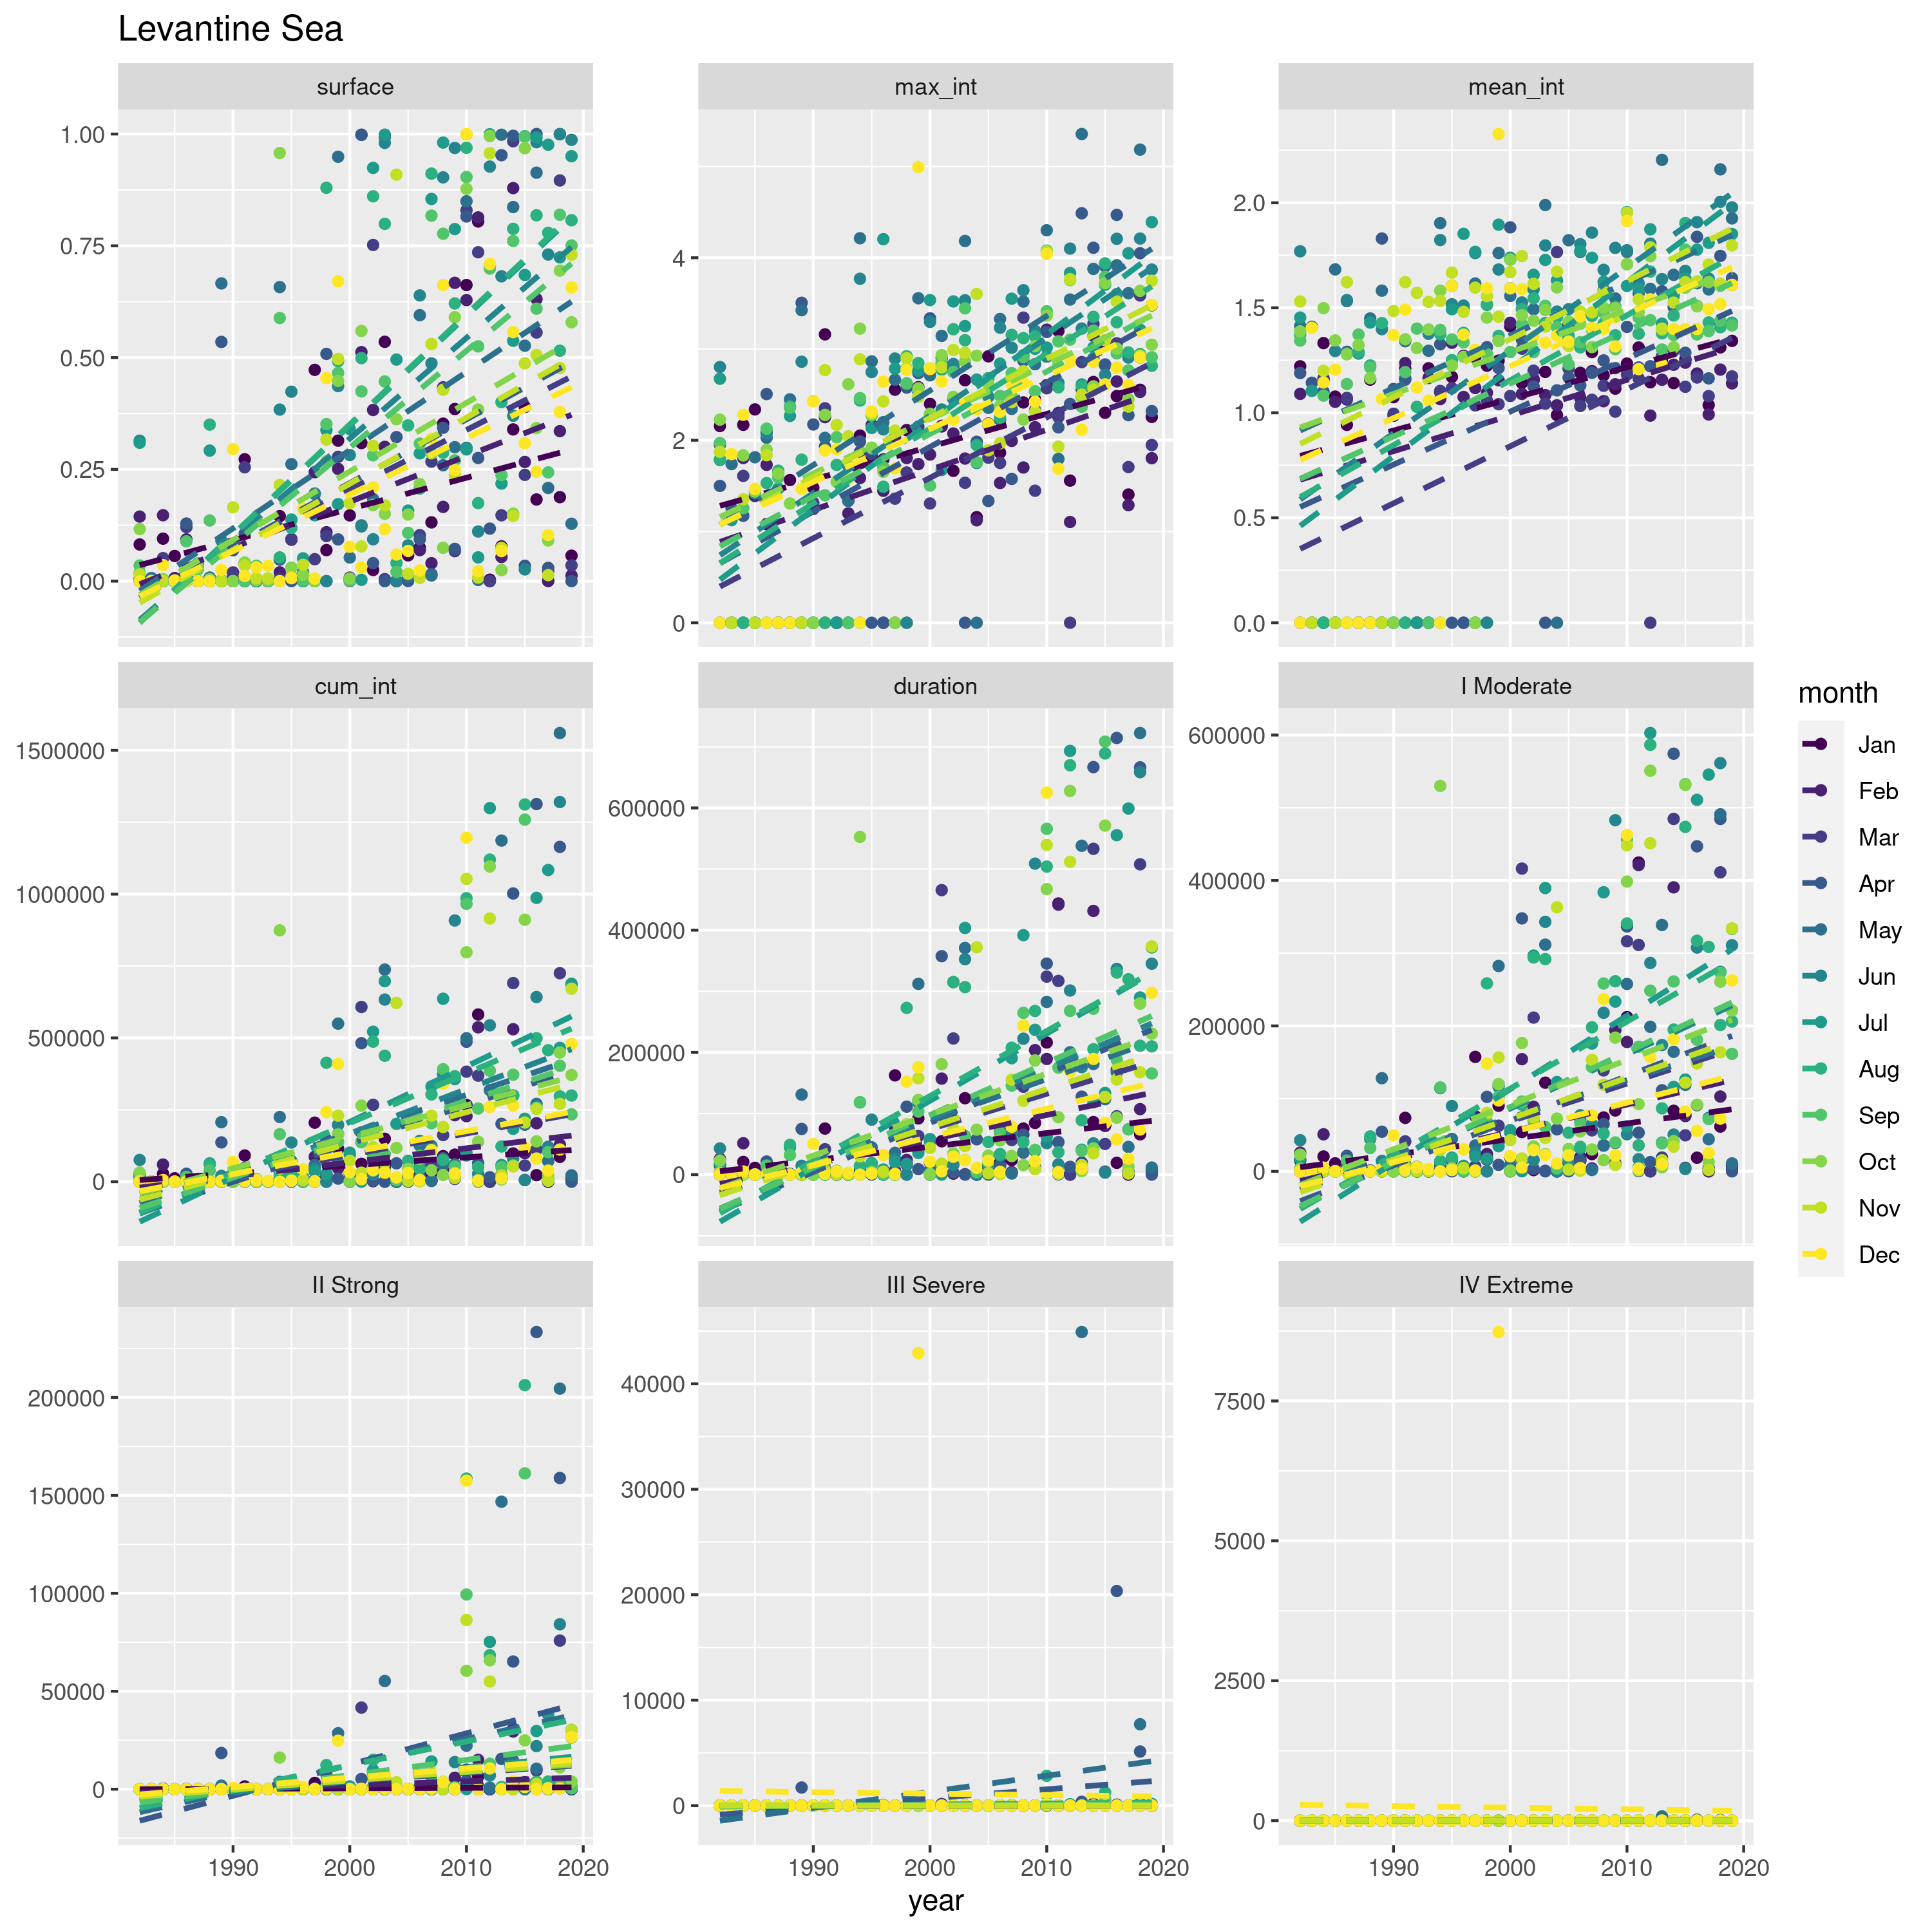 Levantine Sea
surface
max_int
mean_int
1.00
0.75
0.50
0.25
0.00
4
2
0
2.0
1.5
1.0
0.5
0.0
cum_int
duration
I Moderate
1500000
1000000
500000
0
600000
400000
200000
0
600000
400000
200000
0
month
Jan
Feb
Mar
Apr
May
Jun
Jul
Aug
Sep
Oct
Nov
Dec
II Strong
III Severe
IV Extreme
200000
150000
100000
50000
0
40000
30000
20000
10000
0
7500
5000
2500
0
1990 2000 2010 2020
1990 2000 2010 2020
1990 2000 2010 2020
year